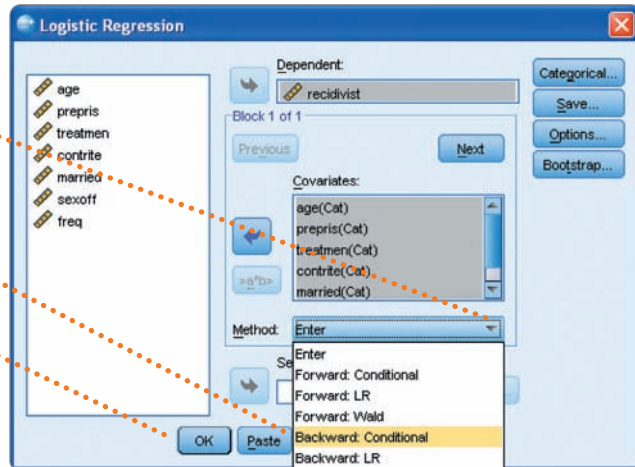 Logistic Regression
age
prepris
treatmen
contrite
married
sexoff
freq
Dependent:
recidivist
Block 1 of 1
Previous
Next
Covariates:
age(Cat)
prepris(Cat)
treatmen(Cat)
contrite(Cat)
married(Cat)
>a*b>
Method:
Enter
Enter
Forward: Conditional
Forward: LR
Forward: Wald
Backward: Conditional
Backward: LR
OK
Paste
Categorical...
Save...
Options...
Bootstrap...